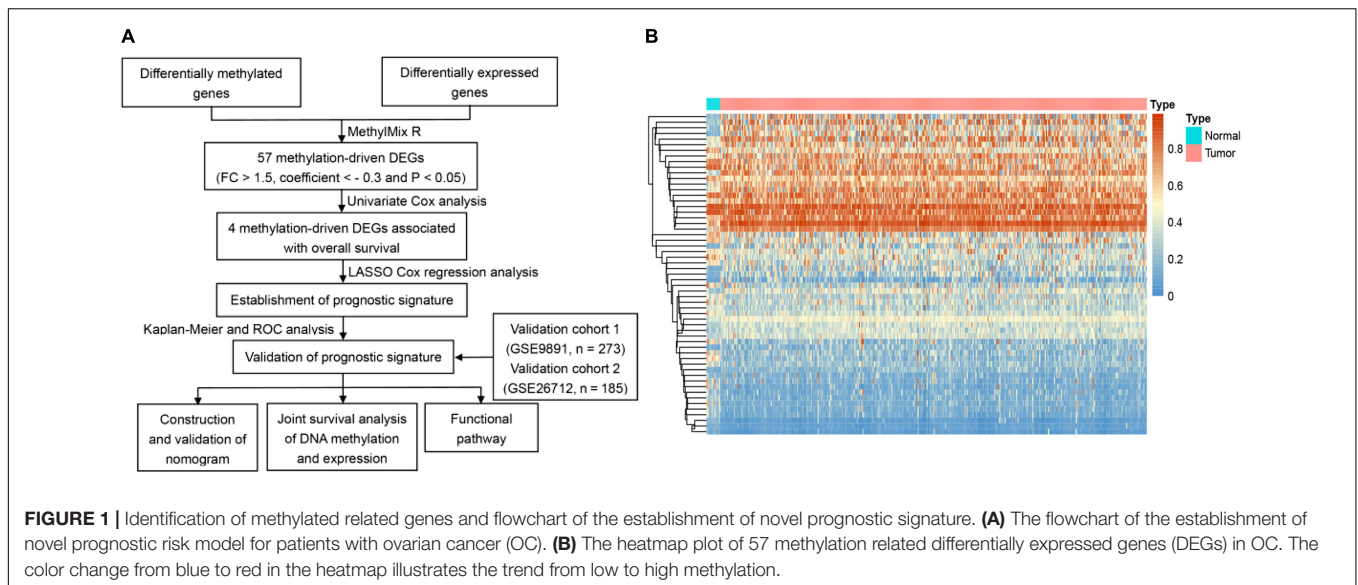 A
Differentially methylated
genes
Differentially expressed
genes
MethylMix R
57 methylation-driven DEGs
(FC > 1.5, coefficient < - 0.3 and P < 0.05)
Univariate Cox analysis
4 methylation-driven DEGs associated
with overall survival
LASSO Cox regression analysis
Establishment of prognostic signature
Kaplan-Meier and ROC analysis
Validation of prognostic signature
Validation cohort 1
(GSE9891, n = 273)
Validation cohort 2
(GSE26712, n = 185)
Construction
and validation of
nomogram
Joint survival analysis
of DNA methylation
and expression
Functional
pathway
B
Type
Type
Normal
Tumor
0.8
0.6
0.4
0.2
0
FIGURE 1 | Identification of methylated related genes and flowchart of the establishment of novel prognostic signature. (A) The flowchart of the establishment of
novel prognostic risk model for patients with ovarian cancer (OC). (B) The heatmap plot of 57 methylation related differentially expressed genes (DEGs) in OC. The
color change from blue to red in the heatmap illustrates the trend from low to high methylation.